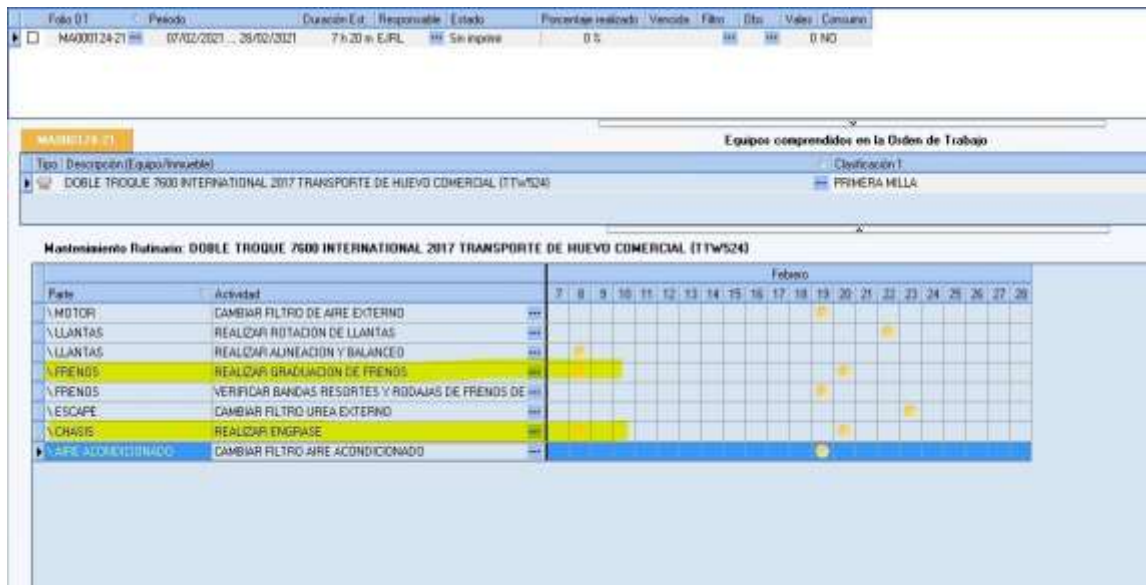 Folio OT Periodo Duración Est. Responsable Estado Porcentaje realizado Vencida Filtro Obs Vales Consumo
MA000124-21 07/02/2021 ... 28/02/2021 7 h 20 m EJRL Sin imprimir 0 % 0 NO
MA000124-21 Equipos comprendidos en la Orden de Trabajo
Tipo Descripción (Equipo/Inmueble) Clasificación 1
DOBLE TROQUE 7600 INTERNATIONAL 2017 TRANSPORTE DE HUEVO COMERCIAL (TTW524) PRIMERA MILLA
Mantenimiento Rutinario: DOBLE TROQUE 7600 INTERNATIONAL 2017 TRANSPORTE DE HUEVO COMERCIAL (TTW524)
Febrero
Parte Actividad 7 8 9 10 11 12 13 14 15 16 17 18 19 20 21 22 23 24 25 26 27 28
\MOTOR CAMBIAR FILTRO DE AIRE EXTERNO
\LLANTAS REALIZAR ROTACION DE LLANTAS
\LLANTAS REALIZAR ALINEACION Y BALANCEO
\FRENOS REALIZAR GRADUACION DE FRENOS
\FRENOS VERIFICAR BANDAS RESORTES Y RODAJAS DE FRENOS DE
\ESCAPE CAMBIAR FILTRO UREA EXTERNO
\CHASIS REALIZAR ENGRASE
\AIRE ACONDICIONADO CAMBIAR FILTRO AIRE ACONDICIONADO